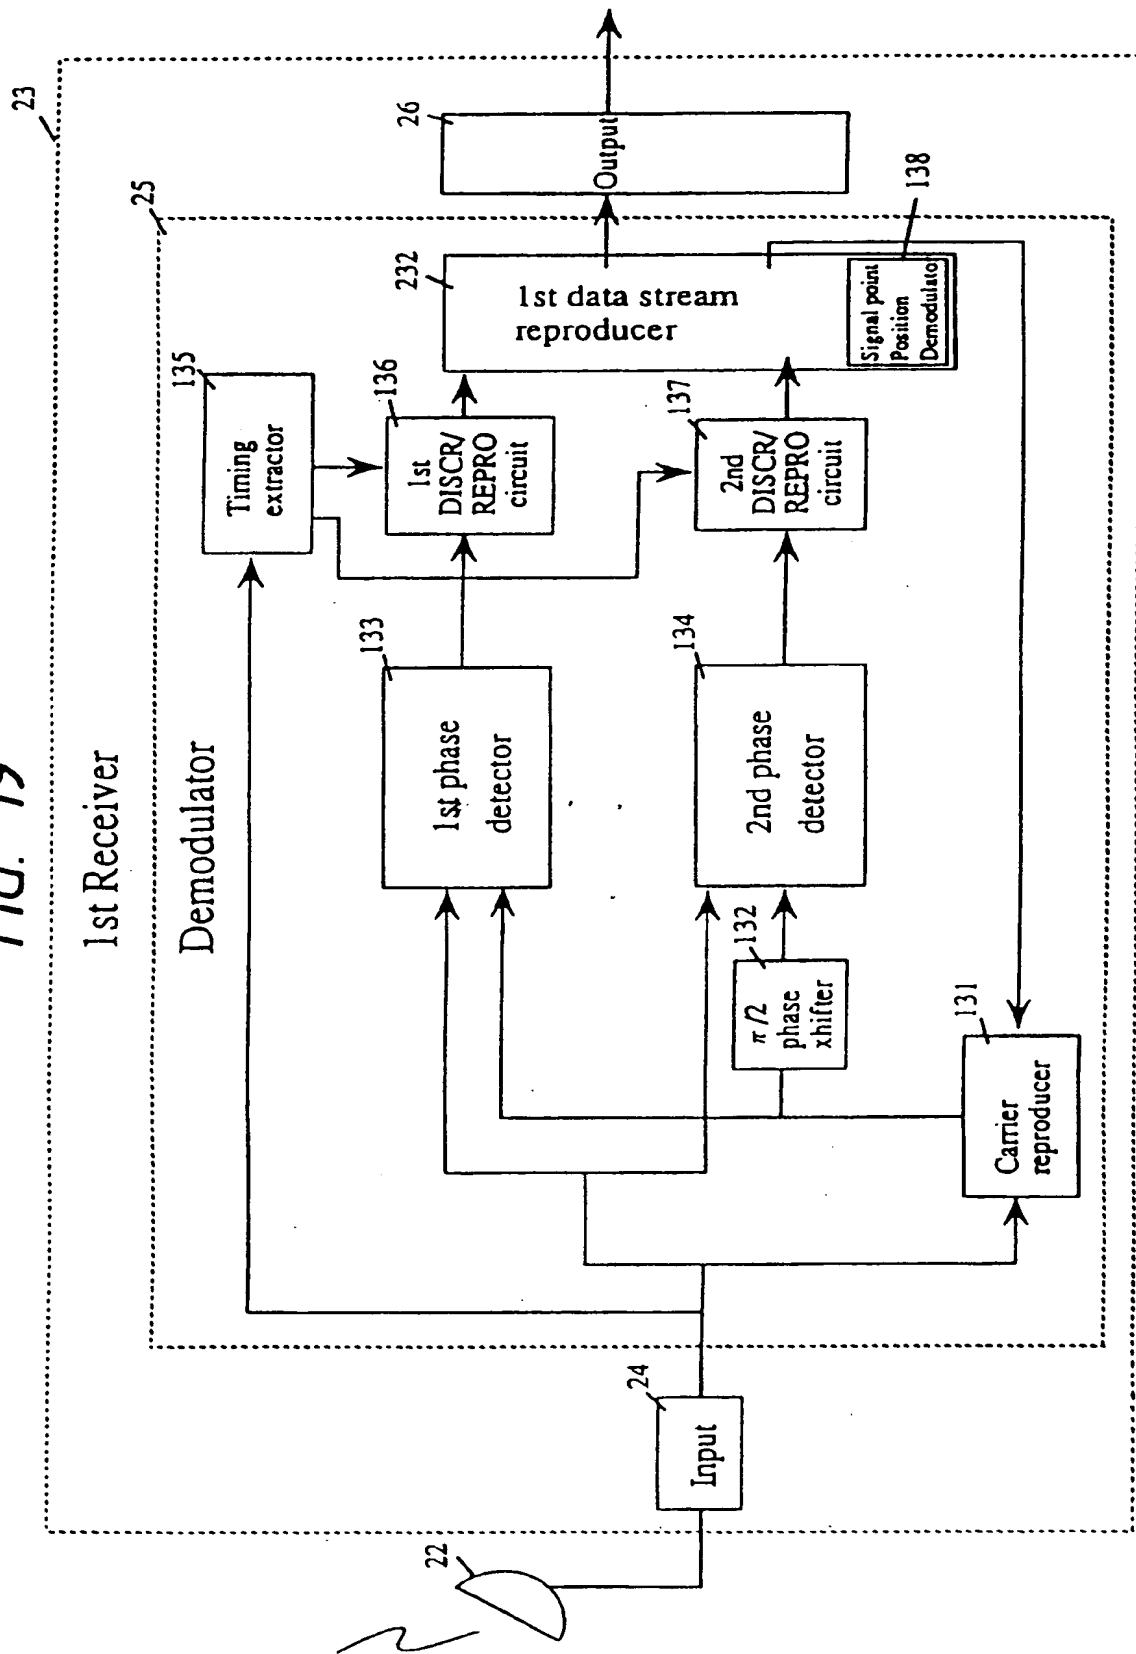 1st Receiver
23
Demodulator
25
22
24
Input
Timing
extractor
135
1st phase
detector
133
1st
DISCR/
REPRO
circuit
136
π/2
phase
xhifter
132
2nd phase
detector
134
2nd
DISCR/
REPRO
circuit
137
Carrier
reproducer
131
232
1st data stream
reproducer
Signal point
Position
Demodulator
138
26
Output